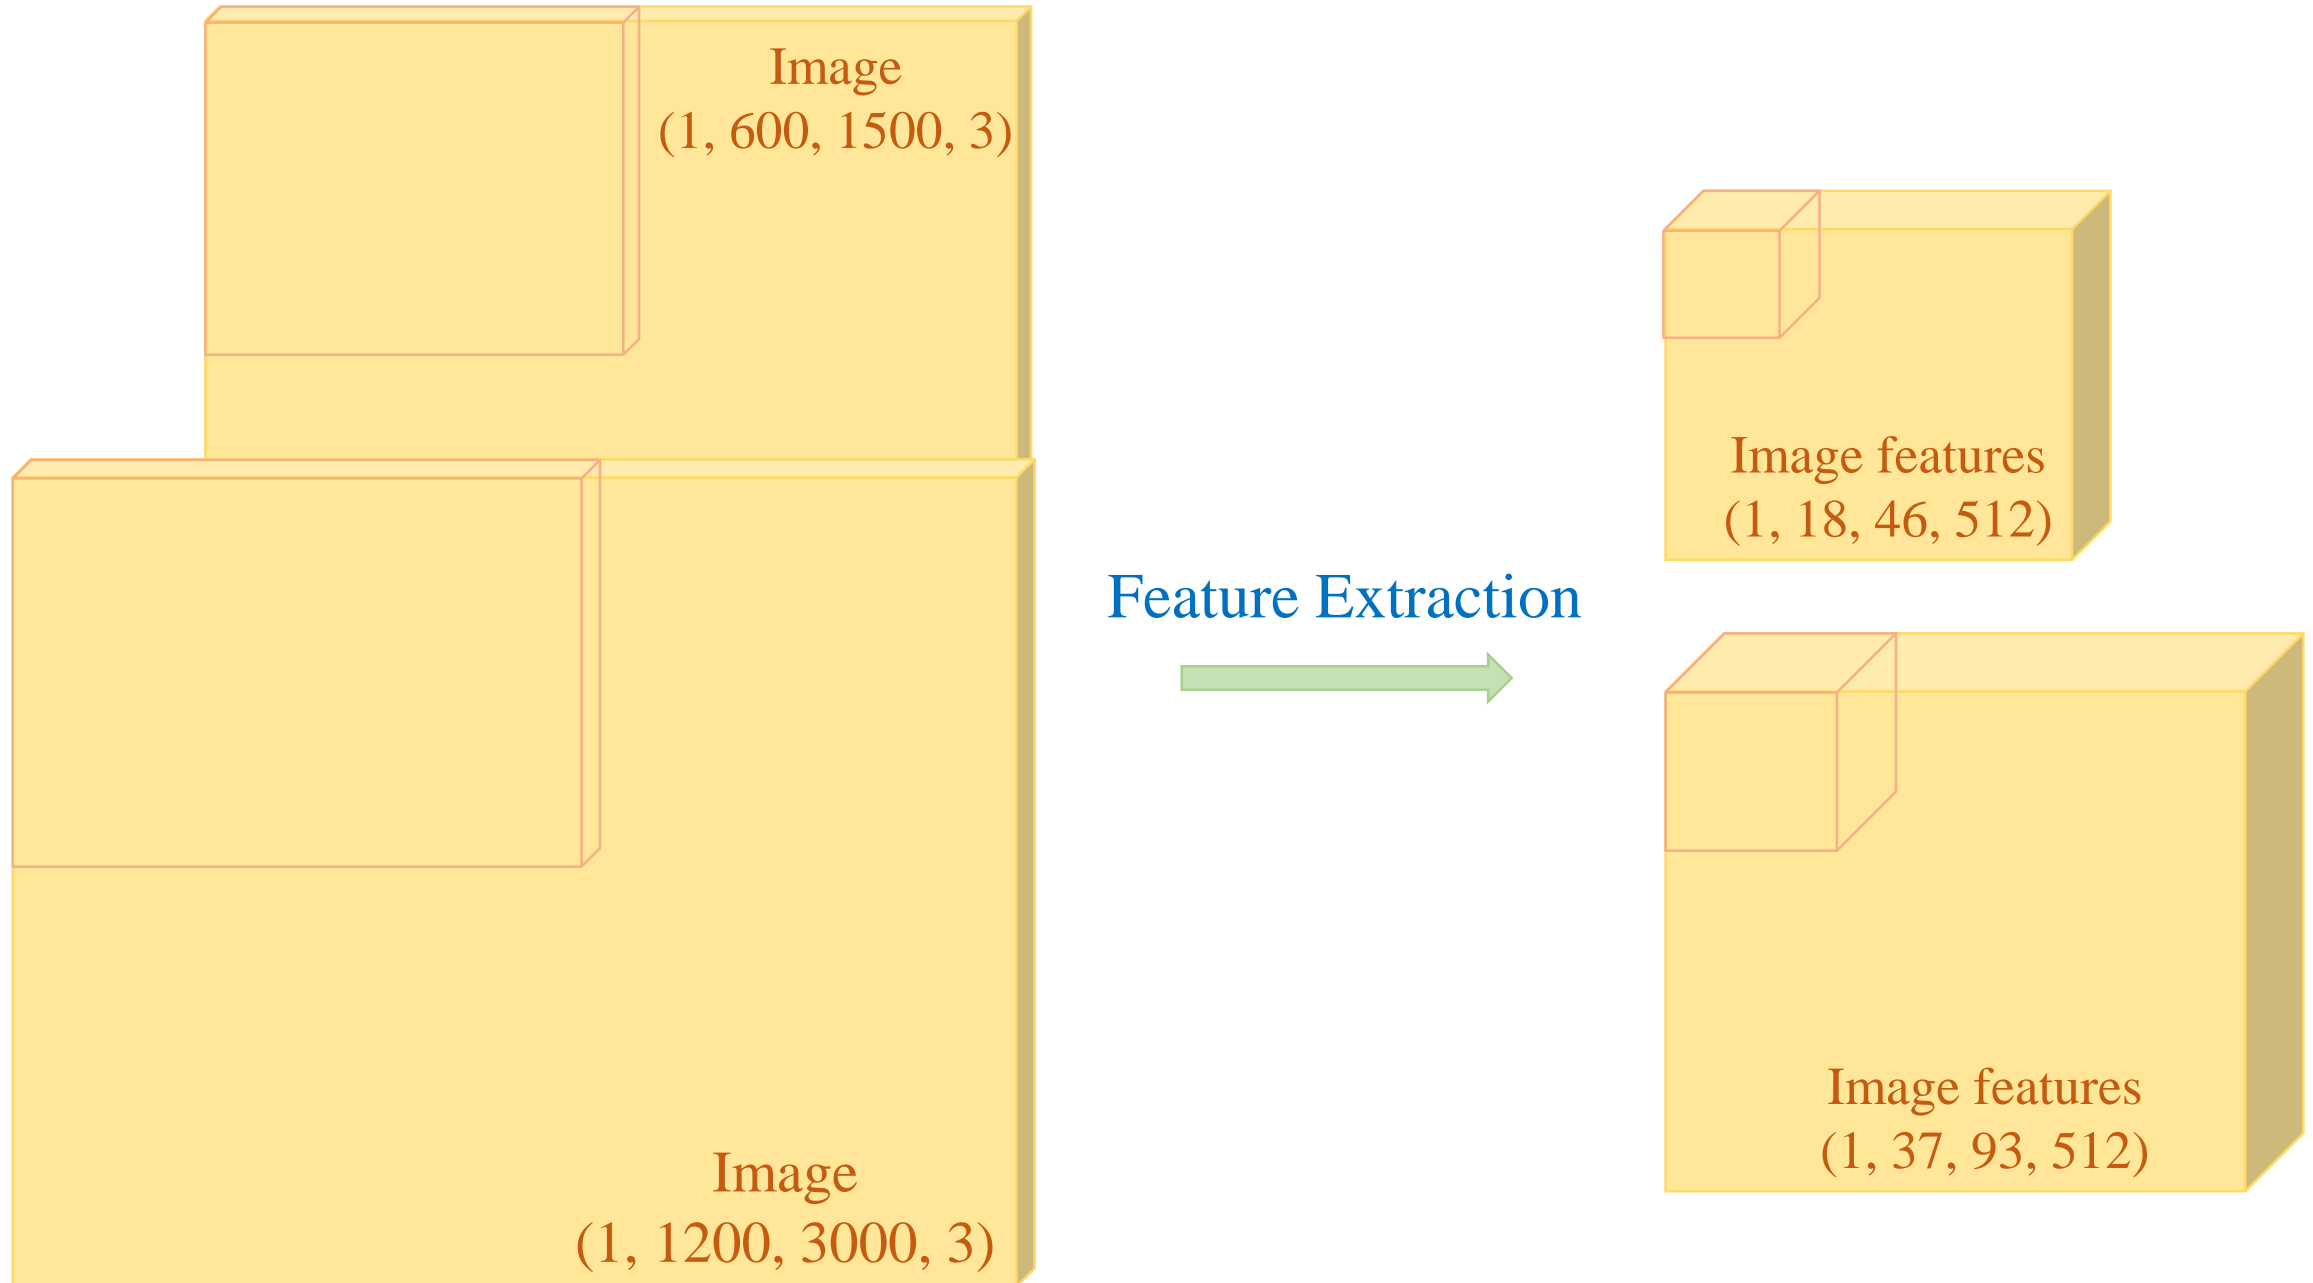 Image
(1, 600, 1500, 3)
Image features
(1, 18, 46, 512)
Feature Extraction
Image features
(1, 37, 93, 512)
Image
(1, 1200, 3000, 3)